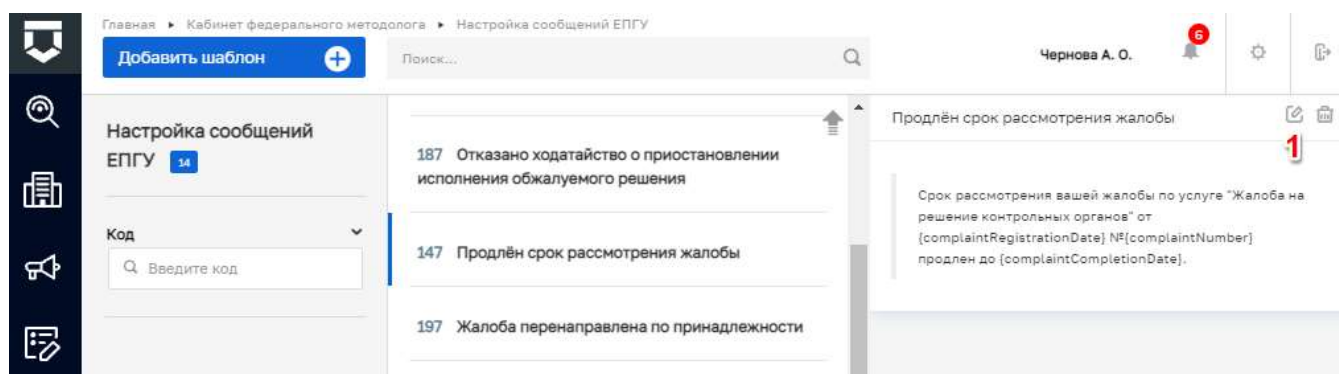 Главная ▸ Кабинет федерального методолога ▸ Настройка сообщений ЕПГУ
Добавить шаблон
Поиск...
Чернова А. О.
6
Настройка сообщений
ЕПГУ 14
Код
Введите код
187 Отказано ходатайство о приостановлении
исполнения обжалуемого решения
147 Продлён срок рассмотрения жалобы
197 Жалоба перенаправлена по принадлежности
Продлён срок рассмотрения жалобы
1
Срок рассмотрения вашей жалобы по услуге "Жалоба на
решение контрольных органов" от
{complaintRegistrationDate} №{complaintNumber}
продлен до {complaintCompletionDate}.